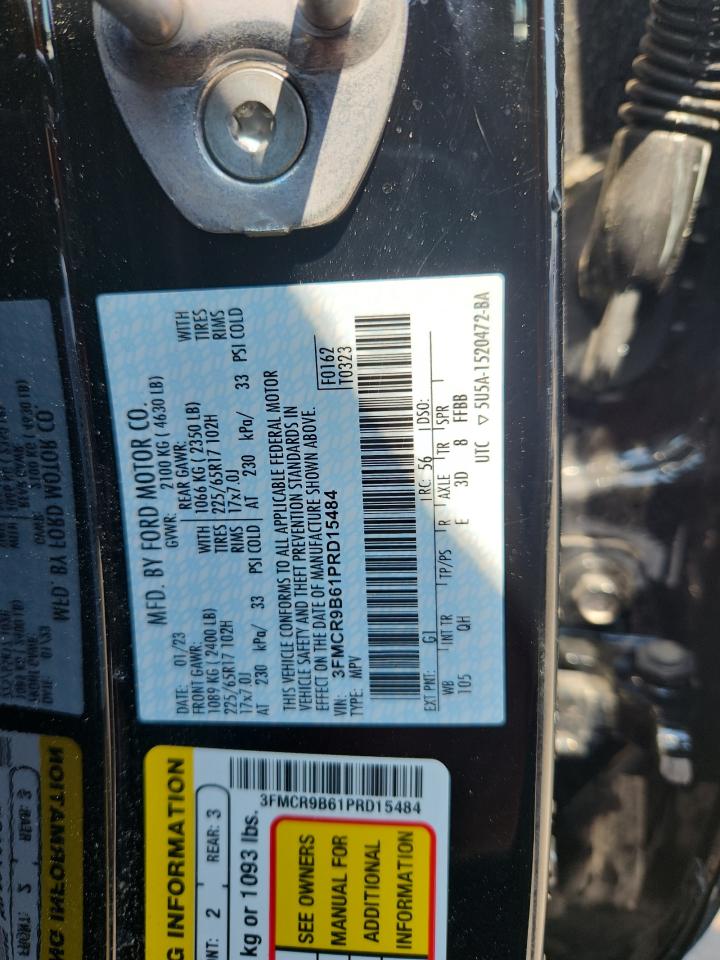 MFD. BY FORD MOTOR CO.
DATE: 01/23
GVWR: 2100 KG ( 4630 LB)
FRONT GAWR: REAR GAWR:
1089 KG ( 2400 LB) WITH 1066 KG ( 2350 LB) WITH
225/65R17 102H TIRES 225/65R17 102H TIRES
17x7.0J RIMS 17x7.0J RIMS
AT 230 kPa/ 33 PSI COLD AT 230 kPa/ 33 PSI COLD
THIS VEHICLE CONFORMS TO ALL APPLICABLE FEDERAL MOTOR
VEHICLE SAFETY AND THEFT PREVENTION STANDARDS IN
EFFECT ON THE DATE OF MANUFACTURE SHOWN ABOVE.
VIN: 3FMCR9B61PRD15484
TYPE: MPV
F0162
T0323
EXT PNT: G1 RC: 56 DSO:
WB INT TR TP/PS R AXLE TR SPR
105 QH E 3D 8 FFBB
UTC ▽ 5U5A-1520472-BA
G INFORMATION
NT: 2 REAR: 3
kg or 1093 lbs.
3FMCR9B61PRD15484
SEE OWNERS
MANUAL FOR
ADDITIONAL
INFORMATION